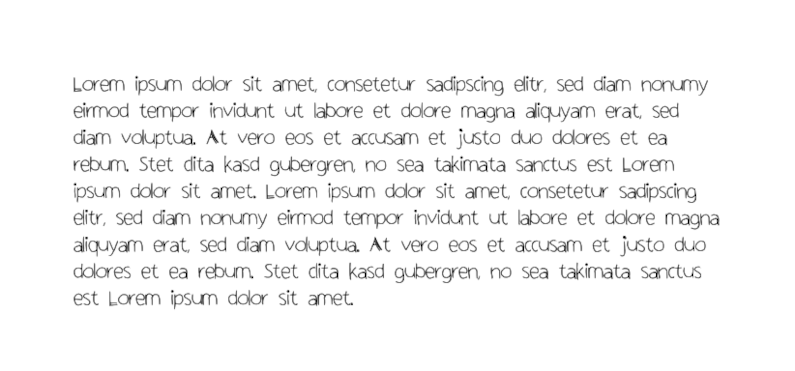 Lorem ipsum dolor sit amet, consetetur sadipscing elitr, sed diam nonumy
eirmod tempor invidunt ut labore et dolore magna aliquyam erat, sed
diam voluptua. At vero eos et accusam et justo duo dolores et ea
rebum. Stet clita kasd gubergren, no sea takimata sanctus est Lorem
ipsum dolor sit amet. Lorem ipsum dolor sit amet, consetetur sadipscing
elitr, sed diam nonumy eirmod tempor invidunt ut labore et dolore magna
aliquyam erat, sed diam voluptua. At vero eos et accusam et justo duo
dolores et ea rebum. Stet clita kasd gubergren, no sea takimata sanctus
est Lorem ipsum dolor sit amet.